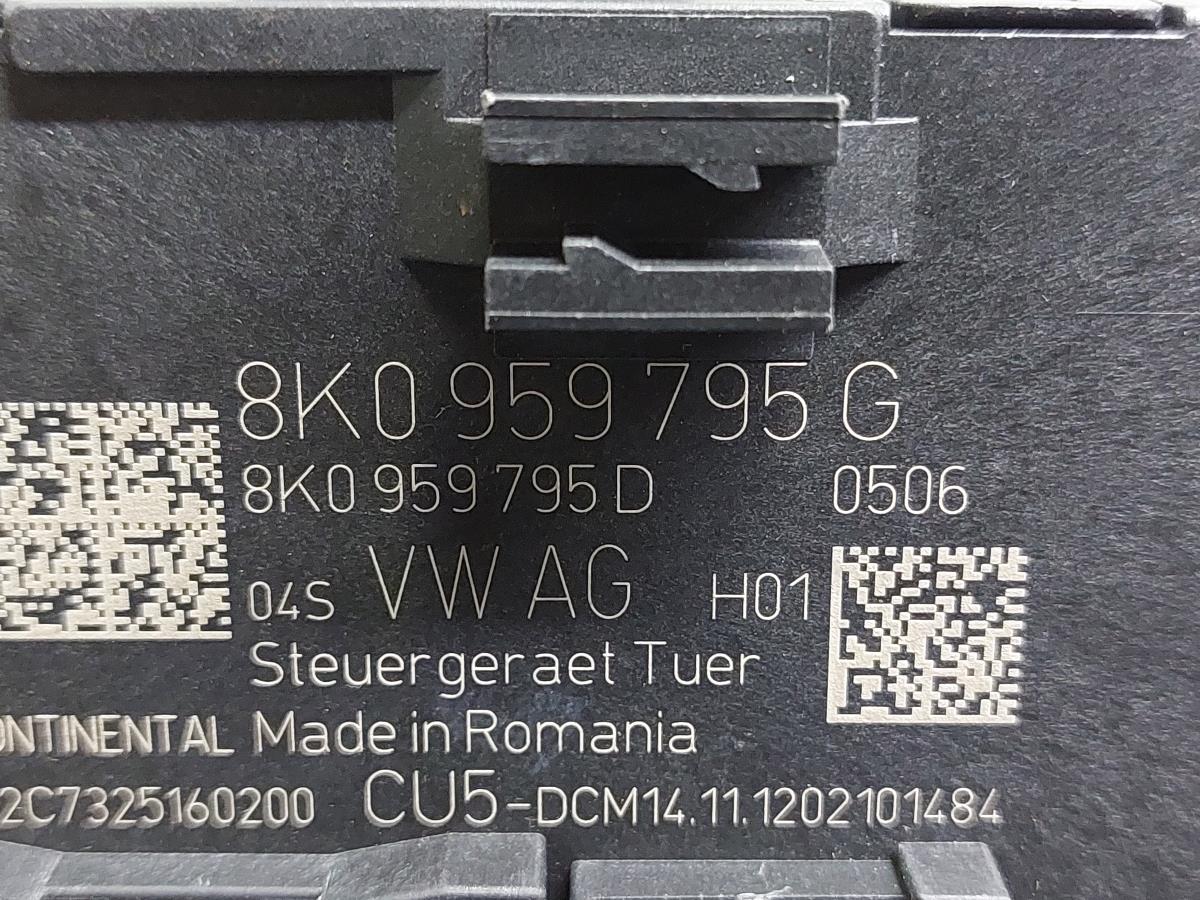 8K0 959 795 G
8K0 959 795 D 0506
04S VW AG H01
Steuergeraet Tuer
ONTINENTAL Made in Romania
2C7325160200 CU5-DCM14.11.1202101484